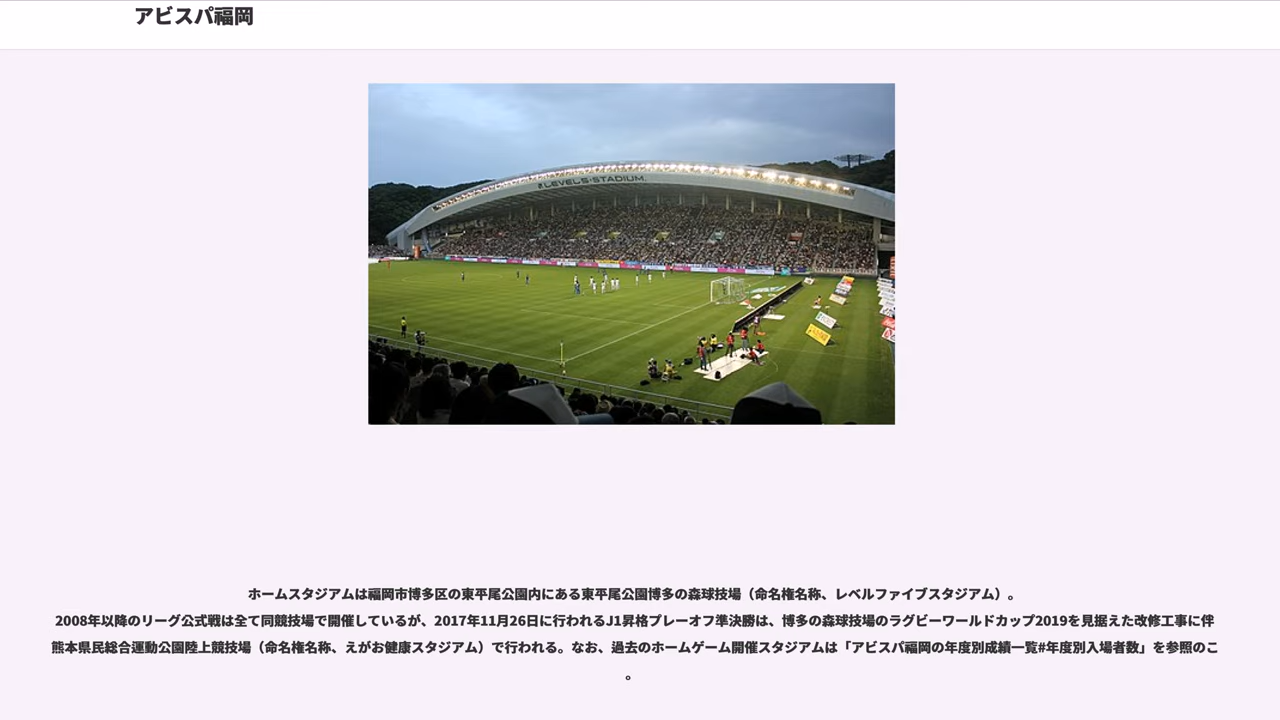 アビスパ福岡
LEVEL5-STADIUM.
ホームスタジアムは福岡市博多区の東平尾公園内にある東平尾公園博多の森球技場（命名権名称、レベルファイブスタジアム）。
2008年以降のリーグ公式戦は全て同競技場で開催しているが、2017年11月26日に行われるJ1昇格プレーオフ準決勝は、博多の森球技場のラグビーワールドカップ2019を見据えた改修工事に伴
熊本県民総合運動公園陸上競技場（命名権名称、えがお健康スタジアム）で行われる。なお、過去のホームゲーム開催スタジアムは「アビスパ福岡の年度別成績一覧#年度別入場者数」を参照のこ
。